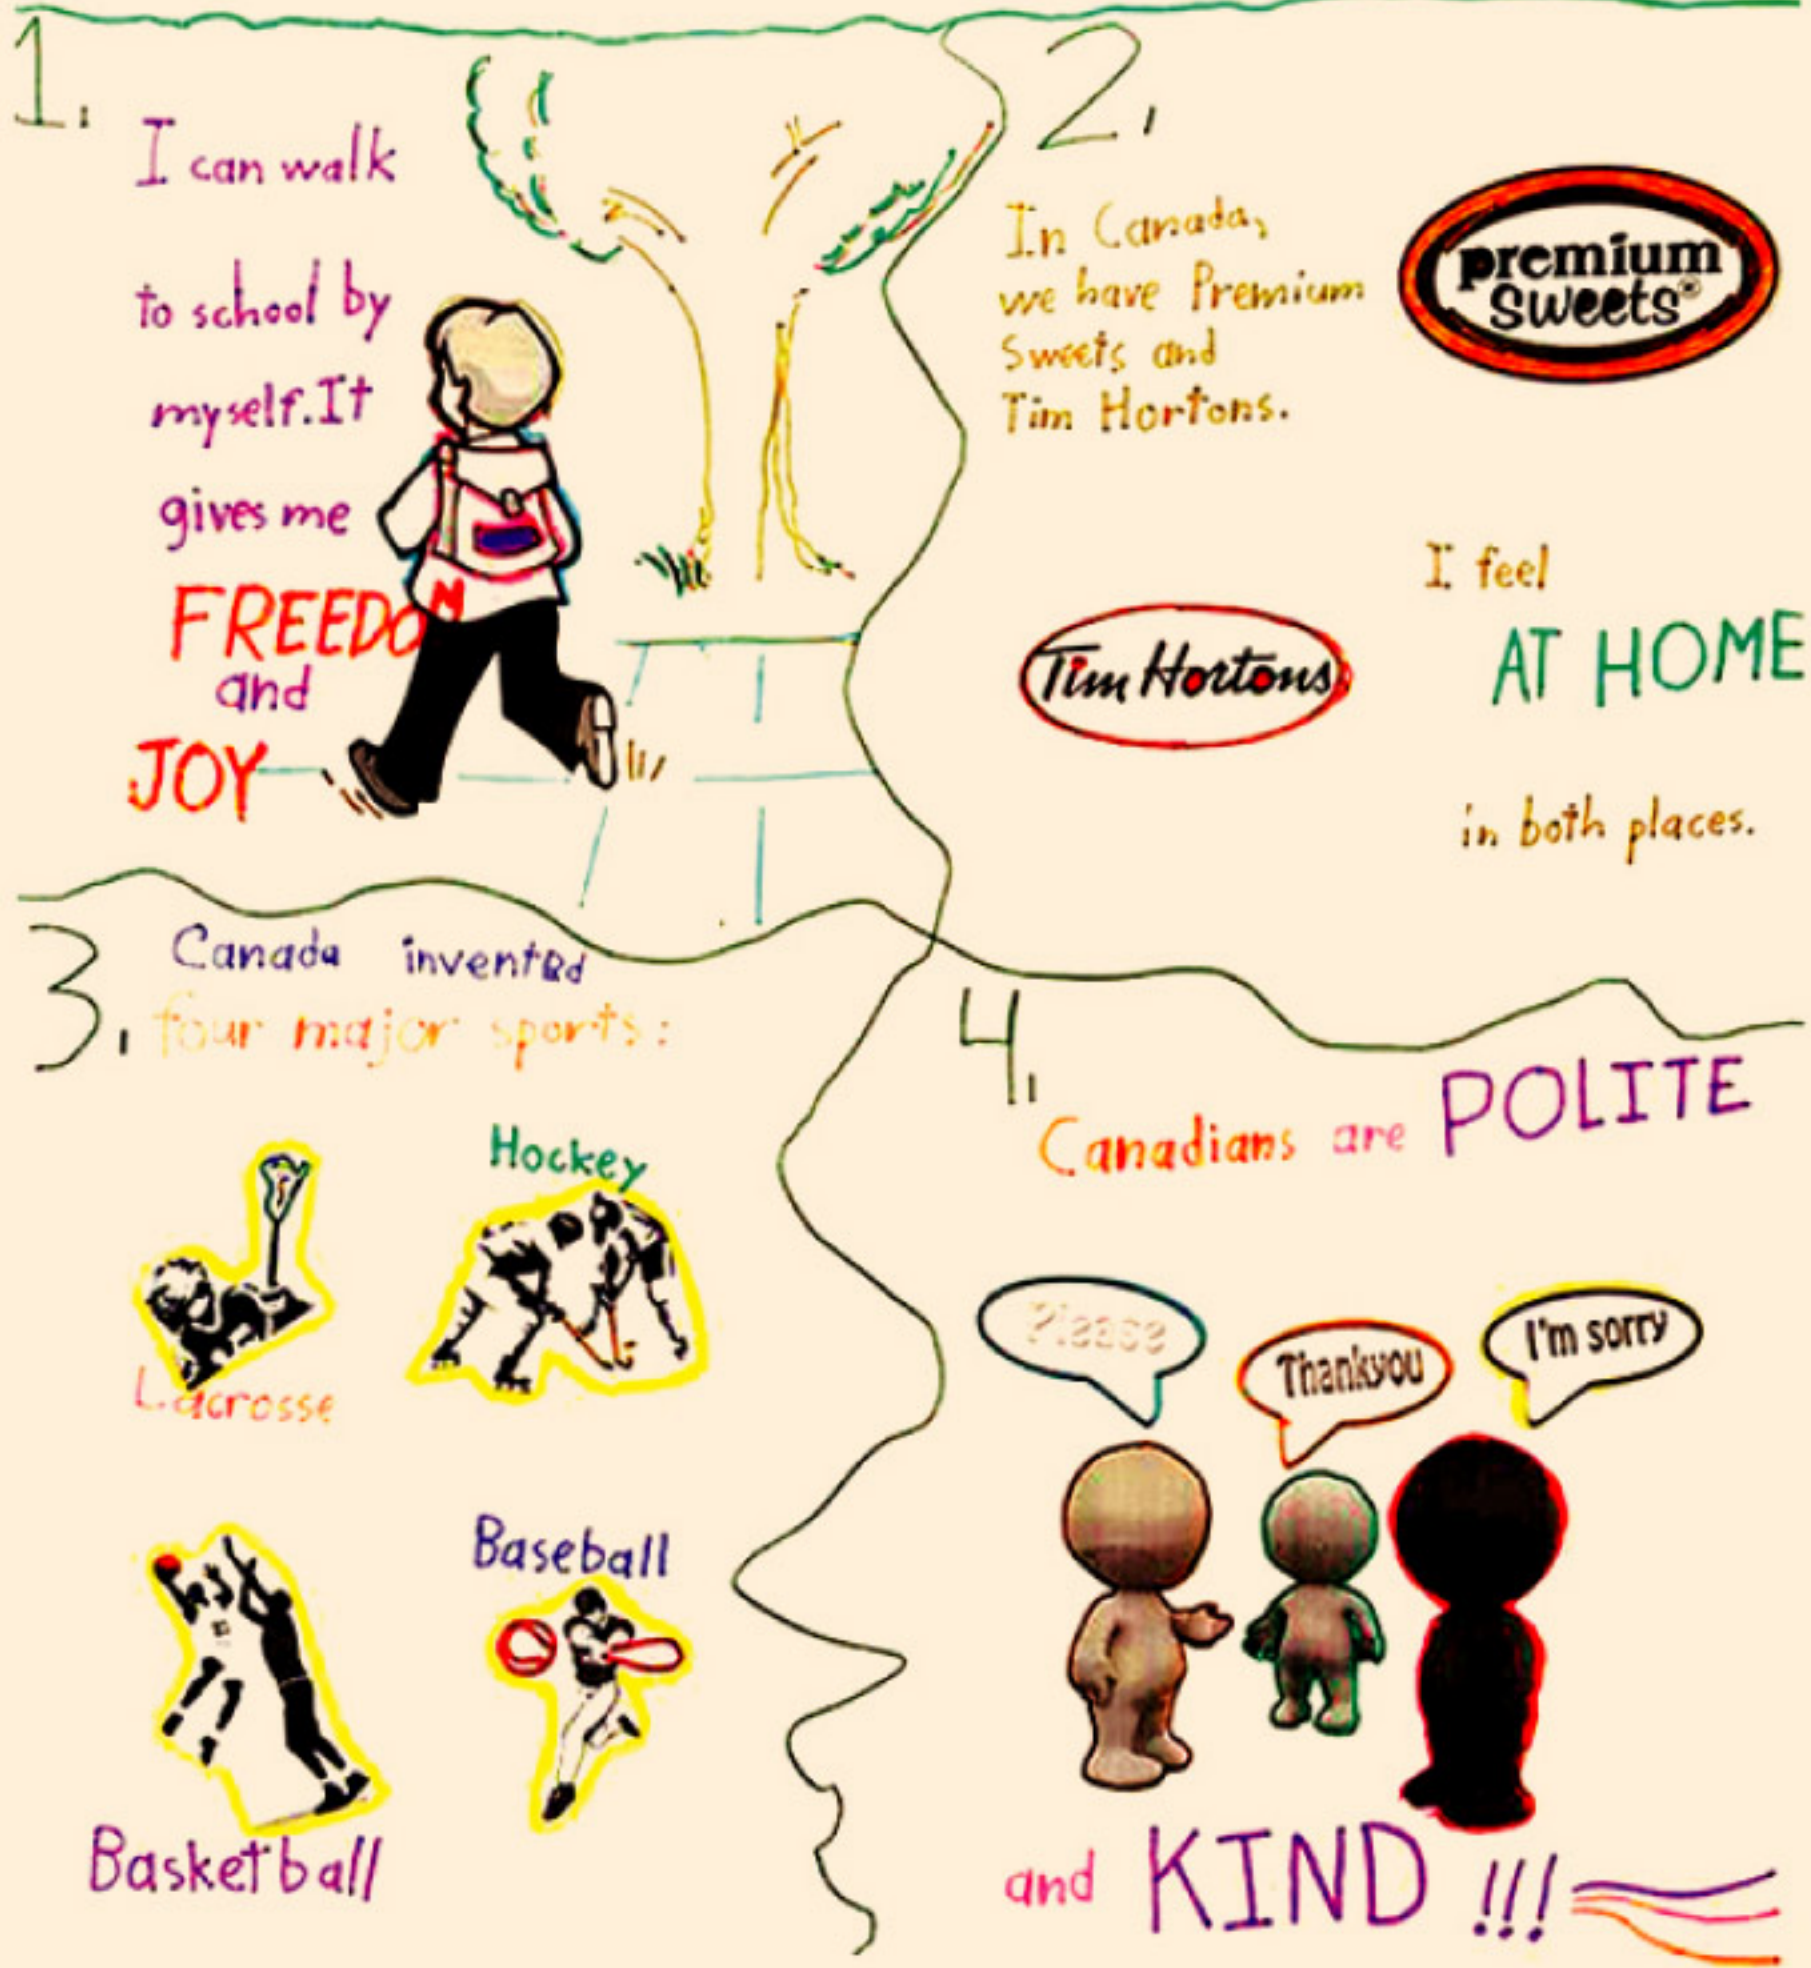 1.
I can walk
to school by
myself. It
gives me
FREEDOM
and
JOY
2.
In Canada,
we have Premium
Sweets and
Tim Hortons.
premium
sweets®
Tim Hortons
I feel
AT HOME
in both places.
3.
Canada invented
four major sports:
Hockey
Lacrosse
Baseball
Basketball
4.
Canadians are POLITE
Please
Thankyou
I'm sorry
and KIND !!!